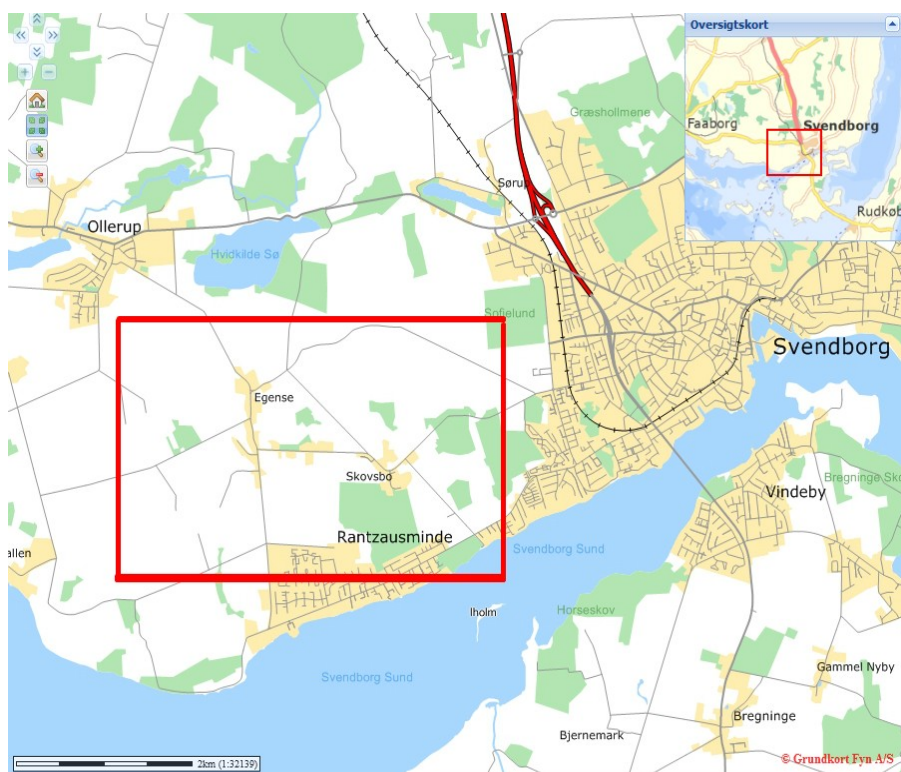 Oversigtskort
Faaborg
Svendborg
Rudkøb
Græshollmene
Sørup
Ollerup
Hvidkilde Sø
Sofielund
Svendborg
Egense
Skovsbo
Bregninge Sko
Vindeby
Rantzausminde
allen
Svendborg Sund
Iholm
Horseskov
Svendborg Sund
Gammel Nyby
Bregninge
Bjernemark
2km (1:32139)
© Grundkort Fyn A/S